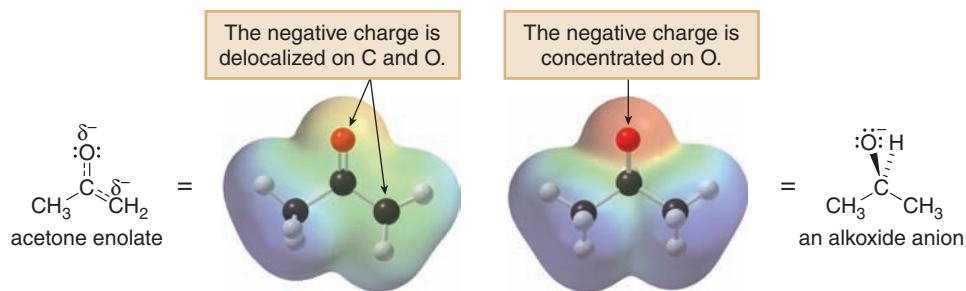 The negative charge is
delocalized on C and O.
The negative charge is
concentrated on O.
δ−
:O:
C
δ−
CH3
CH2
acetone enolate
=
=
:O:−
H
C
CH3
CH3
an alkoxide anion